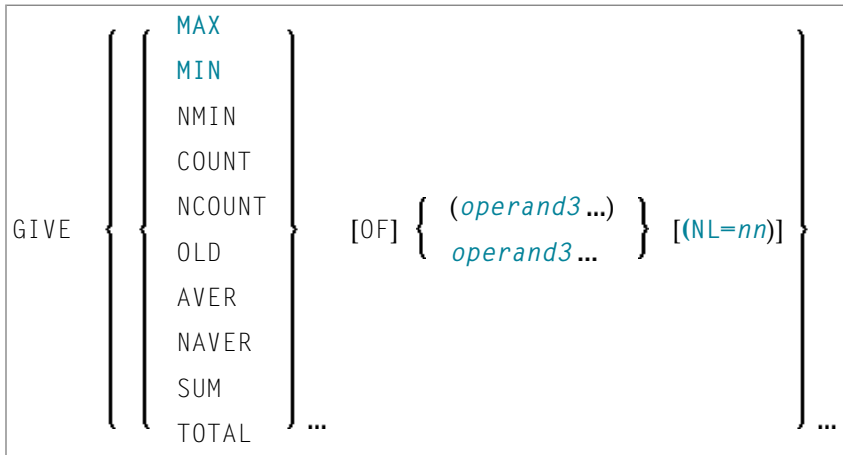 MAX
MIN
NMIN
COUNT
(operand3 ...)
NCOUNT
GIVE [OF] [(NL=nn)]
OLD
operand3 ...
AVER
NAVER
SUM
TOTAL ... ...